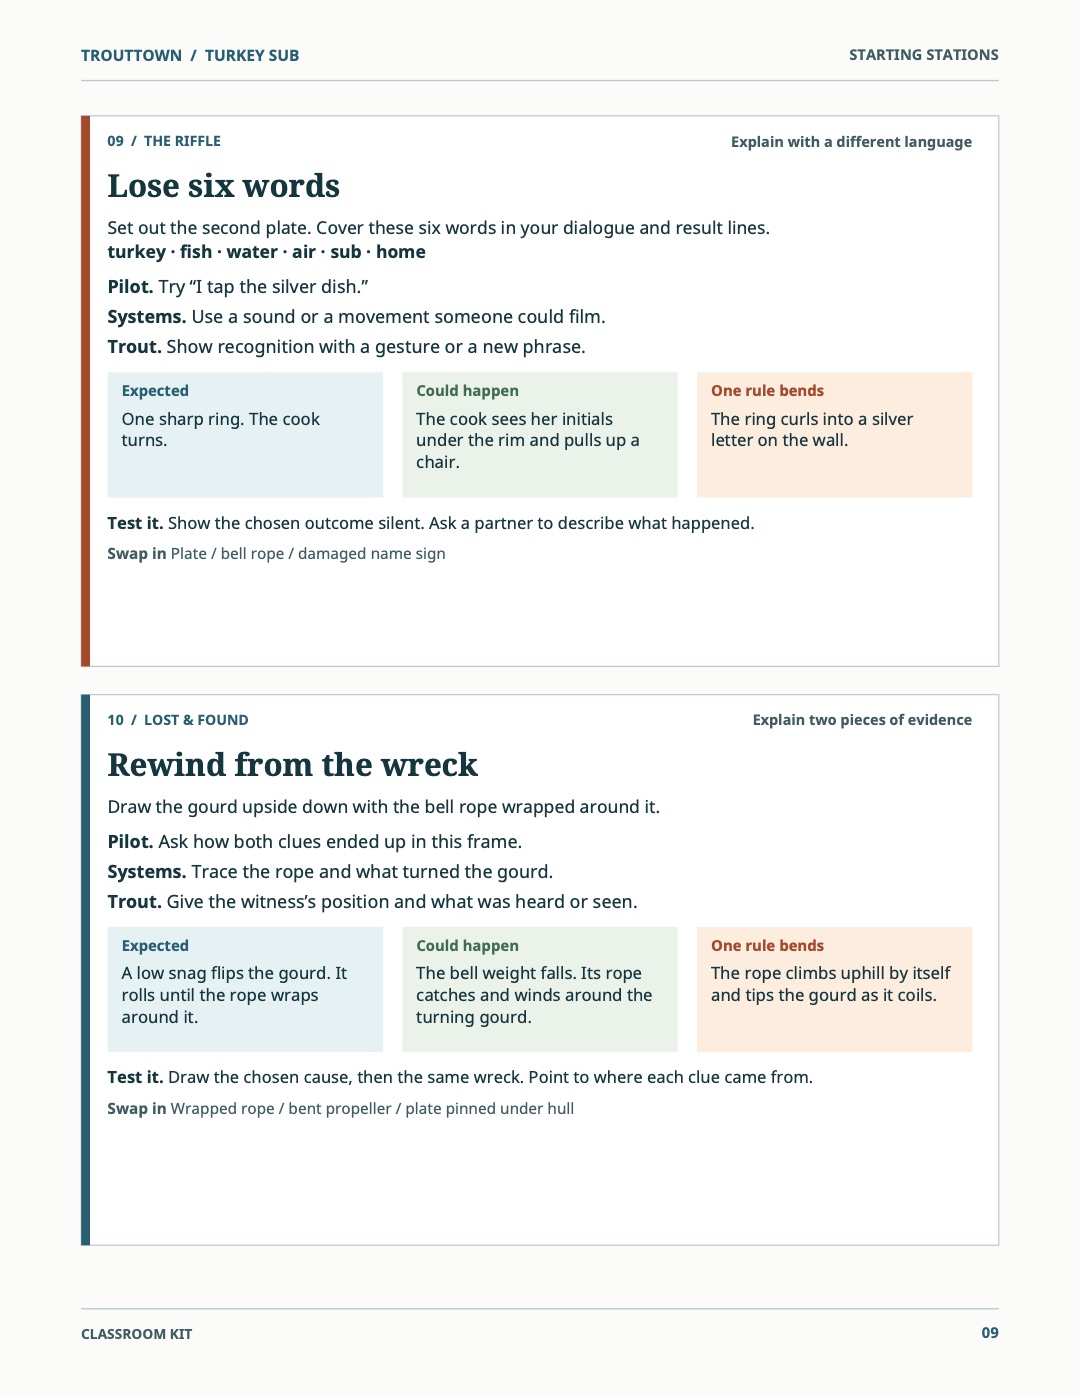 TROUTTOWN / TURKEY SUB
STARTING STATIONS
09 / THE RIFFLE
Explain with a different language
Lose six words
Set out the second plate. Cover these six words in your dialogue and result lines.
turkey · fish · water · air · sub · home
Pilot. Try “I tap the silver dish.”
Systems. Use a sound or a movement someone could film.
Trout. Show recognition with a gesture or a new phrase.
Expected
One sharp ring. The cook
turns.
Could happen
The cook sees her initials
under the rim and pulls up a
chair.
One rule bends
The ring curls into a silver
letter on the wall.
Test it. Show the chosen outcome silent. Ask a partner to describe what happened.
Swap in Plate / bell rope / damaged name sign
10 / LOST & FOUND
Explain two pieces of evidence
Rewind from the wreck
Draw the gourd upside down with the bell rope wrapped around it.
Pilot. Ask how both clues ended up in this frame.
Systems. Trace the rope and what turned the gourd.
Trout. Give the witness’s position and what was heard or seen.
Expected
A low snag flips the gourd. It
rolls until the rope wraps
around it.
Could happen
The bell weight falls. Its rope
catches and winds around the
turning gourd.
One rule bends
The rope climbs uphill by itself
and tips the gourd as it coils.
Test it. Draw the chosen cause, then the same wreck. Point to where each clue came from.
Swap in Wrapped rope / bent propeller / plate pinned under hull
CLASSROOM KIT
09